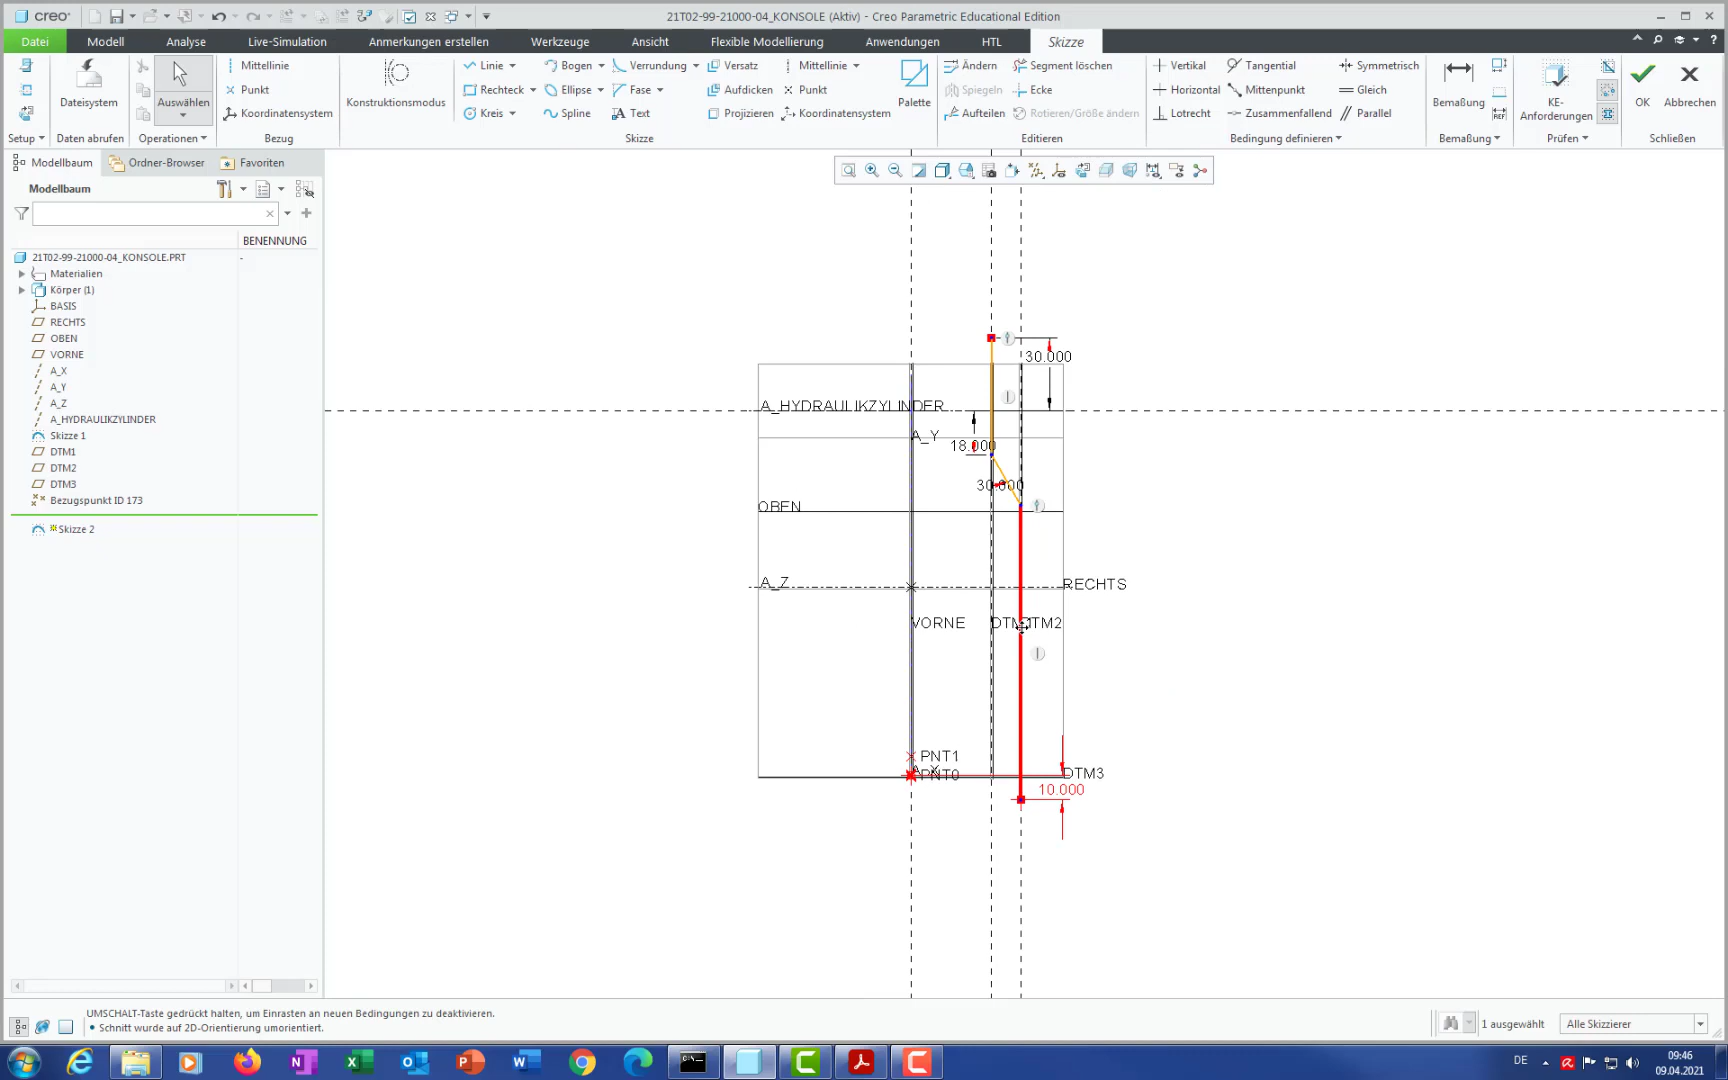 creo®
21T02-99-21000-04_KONSOLE (Aktiv) - Creo Parametric Educational Edition
Datei Modell Analyse Live-Simulation Anmerkungen erstellen Werkzeuge Ansicht Flexible Modellierung Anwendungen HTL Skizze
Mittellinie Linie Bogen Verrundung Versatz Mittellinie Ändern Segment löschen Vertikal Tangential Symmetrisch
Punkt Rechteck Ellipse Fase Aufdicken Punkt Spiegeln Ecke Horizontal Mittenpunkt Gleich
Dateisystem Auswählen Konstruktionsmodus Palette Bemaßung KE-Anforderungen OK Abbrechen
Koordinatensystem Kreis Spline Text Projizieren Koordinatensystem Aufteilen Rotieren/Größe ändern Lotrecht Zusammenfallend Parallel
Setup Daten abrufen Operationen Bezug Skizze Editieren Bedingung definieren Bemaßung Prüfen Schließen
Modellbaum Ordner-Browser Favoriten
Modellbaum
BENENNUNG
21T02-99-21000-04_KONSOLE.PRT -
Materialien
Körper (1)
BASIS
RECHTS
OBEN
VORNE
A_X
A_Y
A_Z
A_HYDRAULIKZYLINDER
Skizze 1
DTM1
DTM2
DTM3
Bezugspunkt ID 173
Skizze 2
30.000
A_HYDRAULIKZYLINDER
A_Y
18.000
30.000
OBEN
A_Z
RECHTS
VORNE
PNT1
PNT0
DTM3
10.000
UMSCHALT-Taste gedrückt halten, um Einrasten an neuen Bedingungen zu deaktivieren.
• Schnitt wurde auf 2D-Orientierung umorientiert.
1 ausgewählt Alle Skizzierer
DE
09:46
09.04.2021